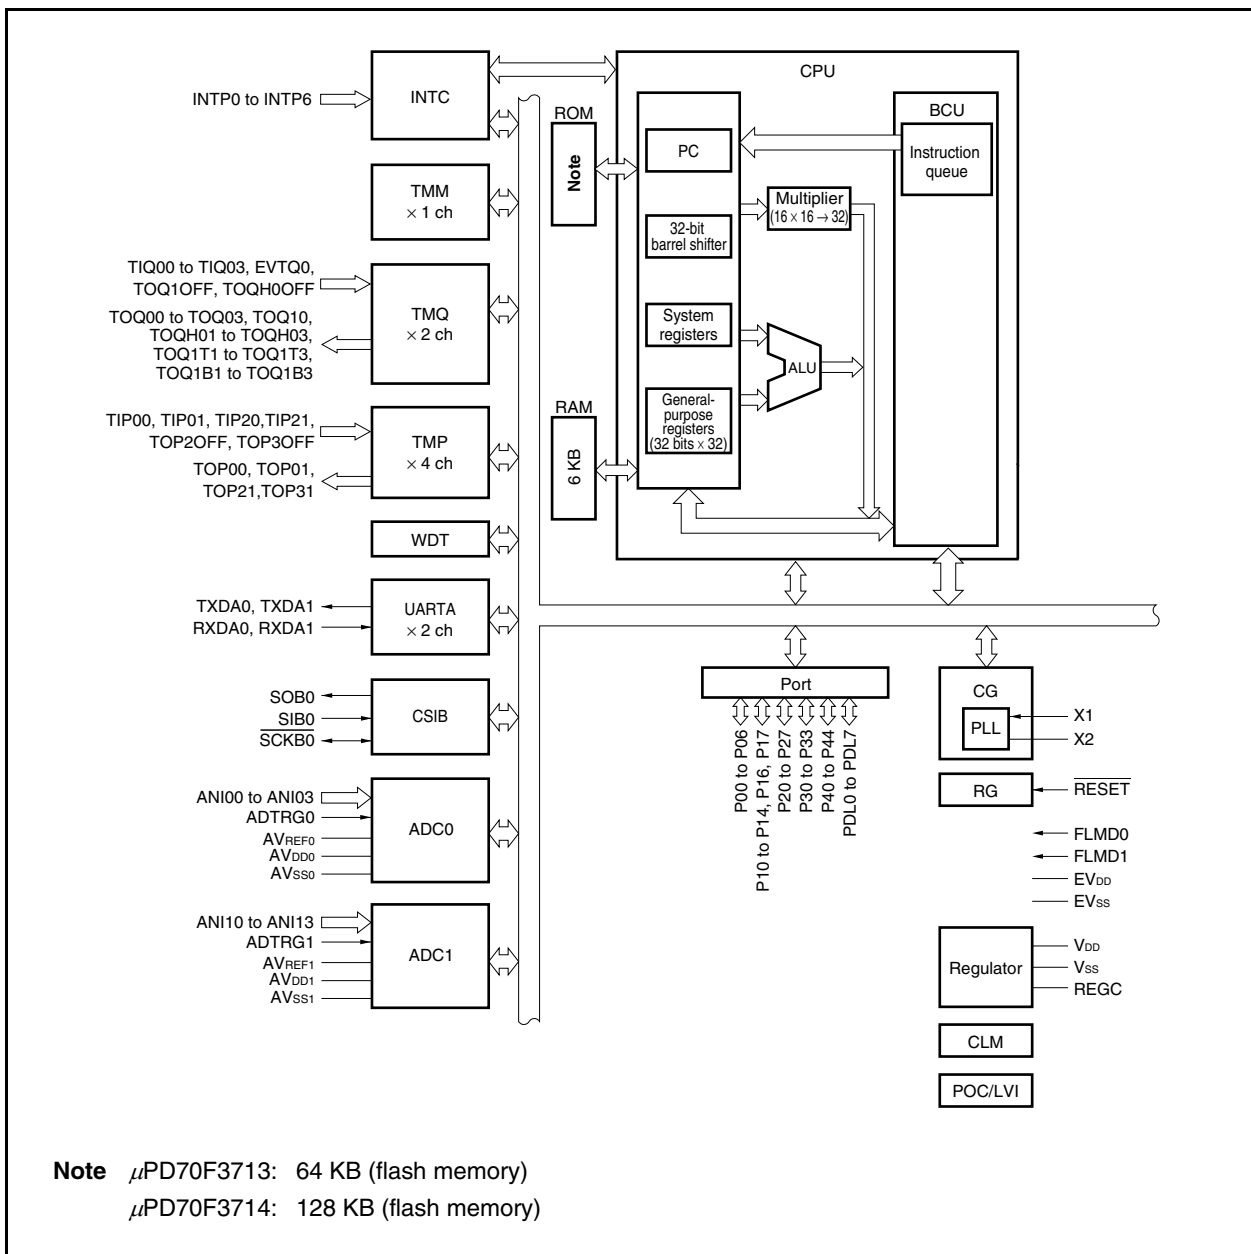 INTP0 to INTP6
INTC
TMM
× 1 ch
TIQ00 to TIQ03, EVTQ0,
TOQ1OFF, TOQH0OFF
TOQ00 to TOQ03, TOQ10,
TOQH01 to TOQH03,
TOQ1T1 to TOQ1T3,
TOQ1B1 to TOQ1B3
TMQ
× 2 ch
TIP00, TIP01, TIP20,TIP21,
TOP2OFF, TOP3OFF
TOP00, TOP01,
TOP21,TOP31
TMP
× 4 ch
WDT
TXDA0, TXDA1
RXDA0, RXDA1
UARTA
× 2 ch
SOB0
SIB0
SCKB0
CSIB
ANI00 to ANI03
ADTRG0
AVREF0
AVDD0
AVSS0
ADC0
ANI10 to ANI13
ADTRG1
AVREF1
AVDD1
AVSS1
ADC1
ROM
Note
RAM
6 KB
CPU
PC
32-bit
barrel shifter
System
registers
General-
purpose
registers
(32 bits × 32)
Multiplier
(16 × 16 → 32)
ALU
BCU
Instruction
queue
Port
P00 to P06
P10 to P14, P16, P17
P20 to P27
P30 to P33
P40 to P44
PDL0 to PDL7
CG
PLL
X1
X2
RG
RESET
FLMD0
FLMD1
EVDD
EVSS
Regulator
VDD
VSS
REGC
CLM
POC/LVI
Note μPD70F3713: 64 KB (flash memory)
μPD70F3714: 128 KB (flash memory)